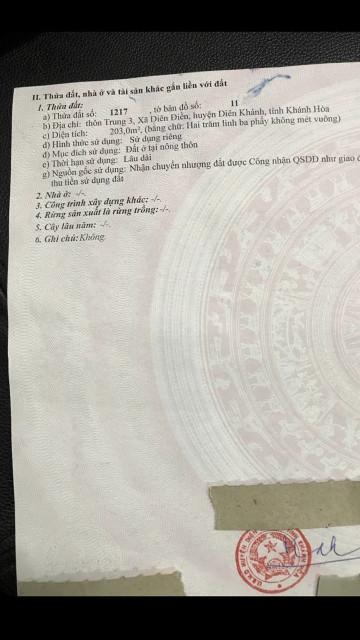 II. Thửa đất, nhà ở và tài sản khác gắn liền với đất
1. Thửa đất:
a) Thửa đất số: 1217 , tờ bản đồ số: 11
b) Địa chỉ: thôn Trung 3, Xã Diên Điền, huyện Diên Khánh, tỉnh Khánh Hòa
c) Diện tích: 203,0m², (bằng chữ: Hai trăm linh ba phẩy không mét vuông)
d) Hình thức sử dụng: Sử dụng riêng
đ) Mục đích sử dụng: Đất ở tại nông thôn
e) Thời hạn sử dụng: Lâu dài
g) Nguồn gốc sử dụng: Nhận chuyển nhượng đất được Công nhận QSDĐ như giao đ
thu tiền sử dụng đất
2. Nhà ở: -/-.
3. Công trình xây dựng khác: -/-.
4. Rừng sản xuất là rừng trồng: -/-.
5. Cây lâu năm: -/-.
6. Ghi chú: Không.